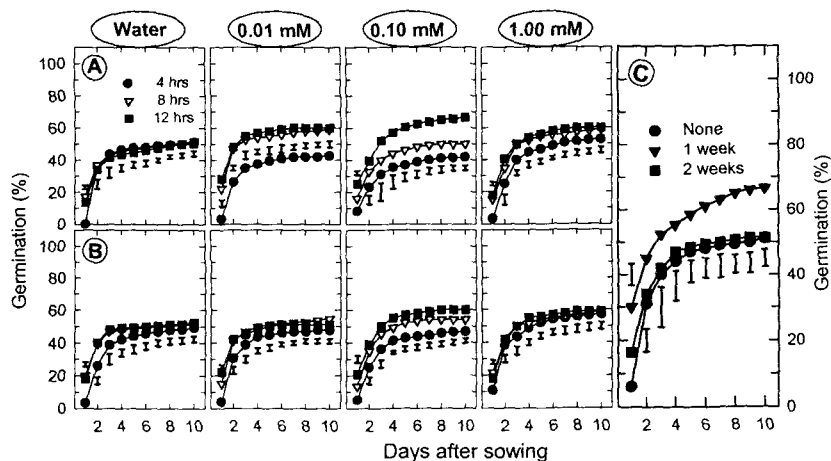 Water 0.01 mM 0.10 mM 1.00 mM
A
4 hrs
8 hrs
12 hrs
100
80
60
40
20
0
B
100
80
60
40
20
0
Germination (%)
2 4 6 8 10 2 4 6 8 10 2 4 6 8 10 2 4 6 8 10
Days after sowing
C
None
1 week
2 weeks
2 4 6 8 10
100
80
60
40
20
0
Germination (%)